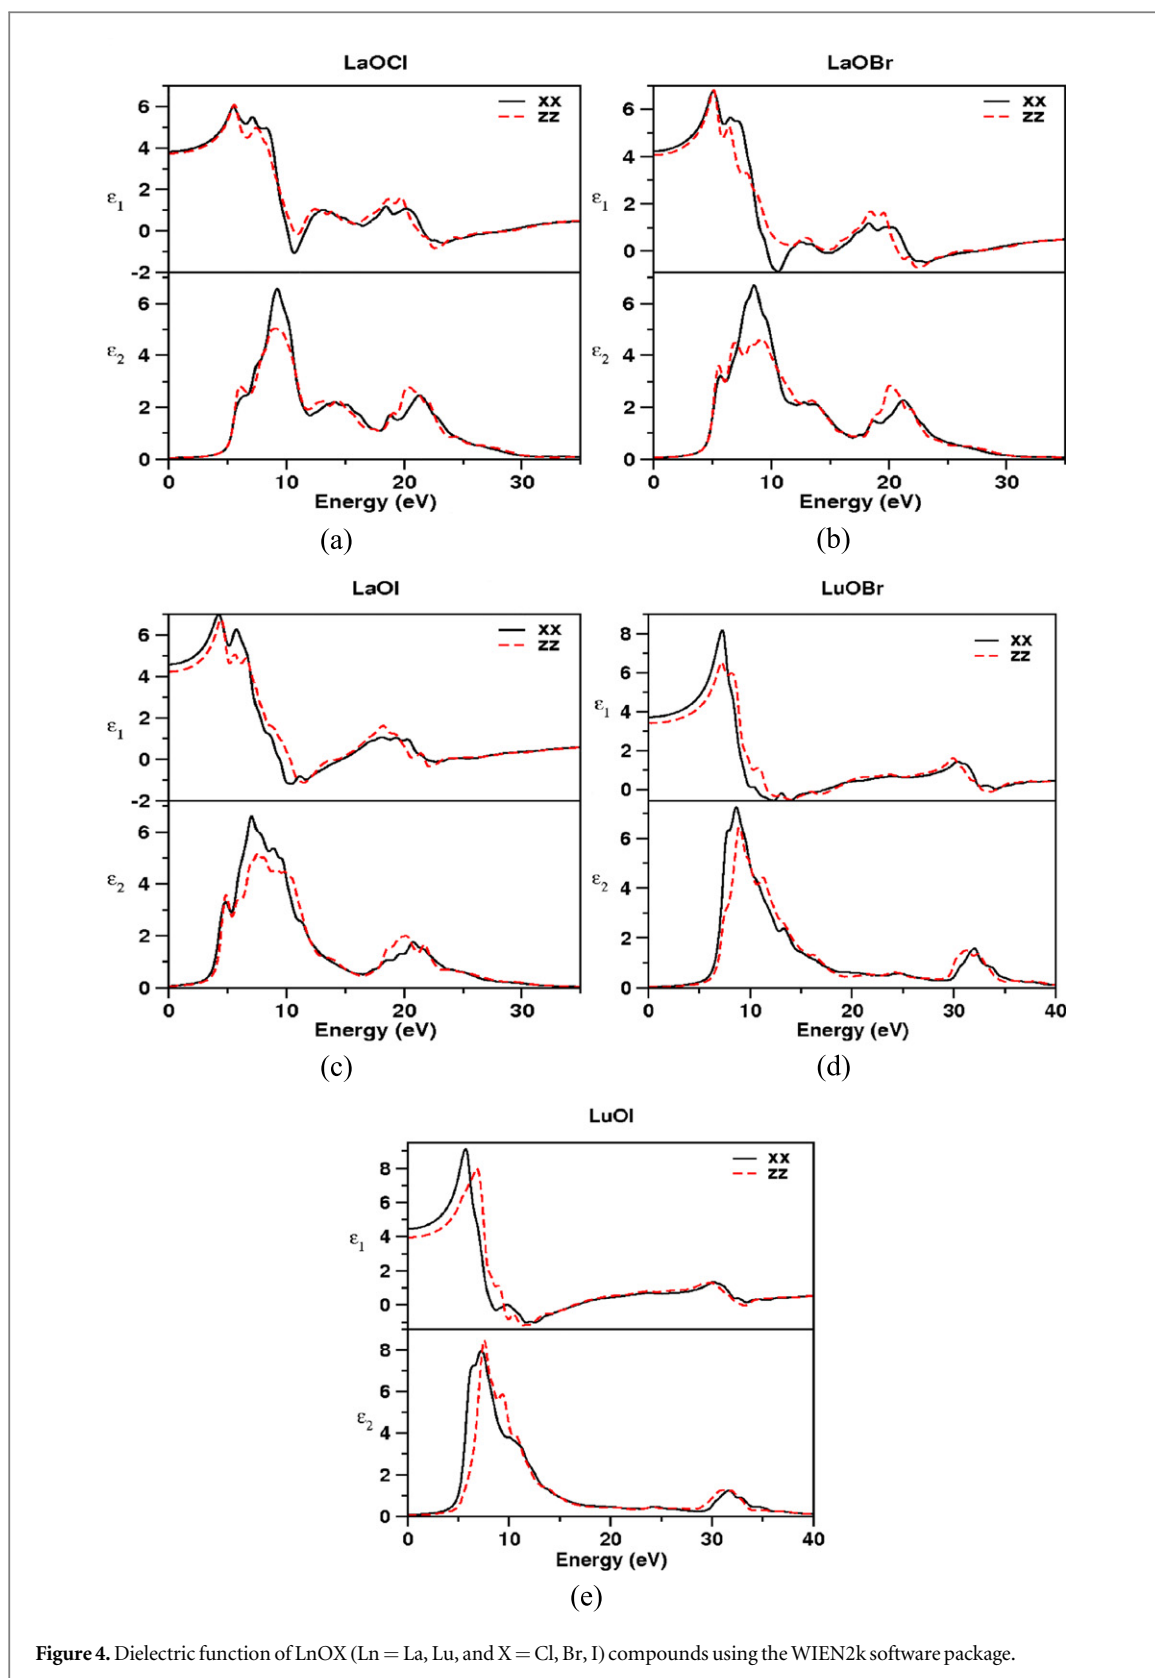 LaOCl
xx
zz
6
4
2
0
-2
ε1
6
4
2
0
ε2
0 10 20 30
Energy (eV)
(a)
LaOBr
xx
zz
6
4
2
0
ε1
6
4
2
0
ε2
0 10 20 30
Energy (eV)
(b)
LaOI
xx
zz
6
4
2
0
-2
ε1
6
4
2
0
ε2
0 10 20 30
Energy (eV)
(c)
LuOBr
xx
zz
8
6
4
2
0
ε1
6
4
2
0
ε2
0 10 20 30 40
Energy (eV)
(d)
LuOI
xx
zz
8
6
4
2
0
ε1
8
6
4
2
0
ε2
0 10 20 30 40
Energy (eV)
(e)
Figure 4. Dielectric function of LnOX (Ln = La, Lu, and X = Cl, Br, I) compounds using the WIEN2k software package.